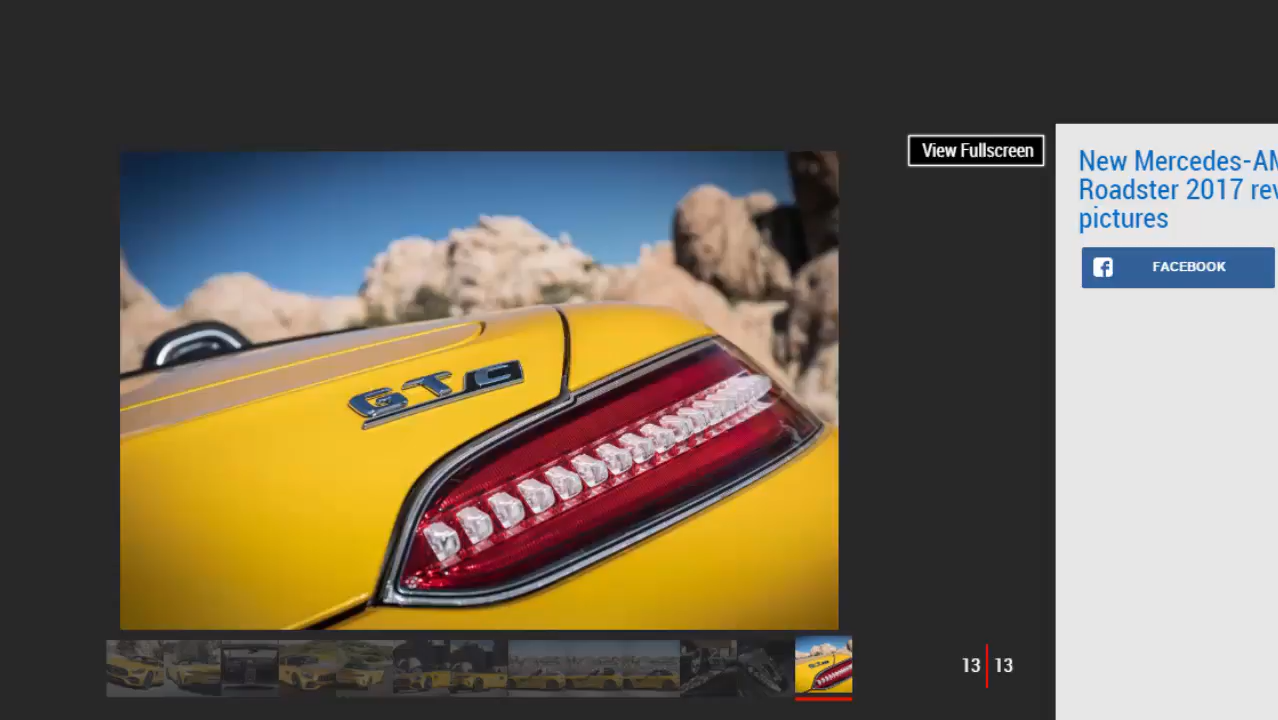 View Fullscreen
New Mercedes-AM
Roadster 2017 rev
pictures
FACEBOOK
GT C
13 13